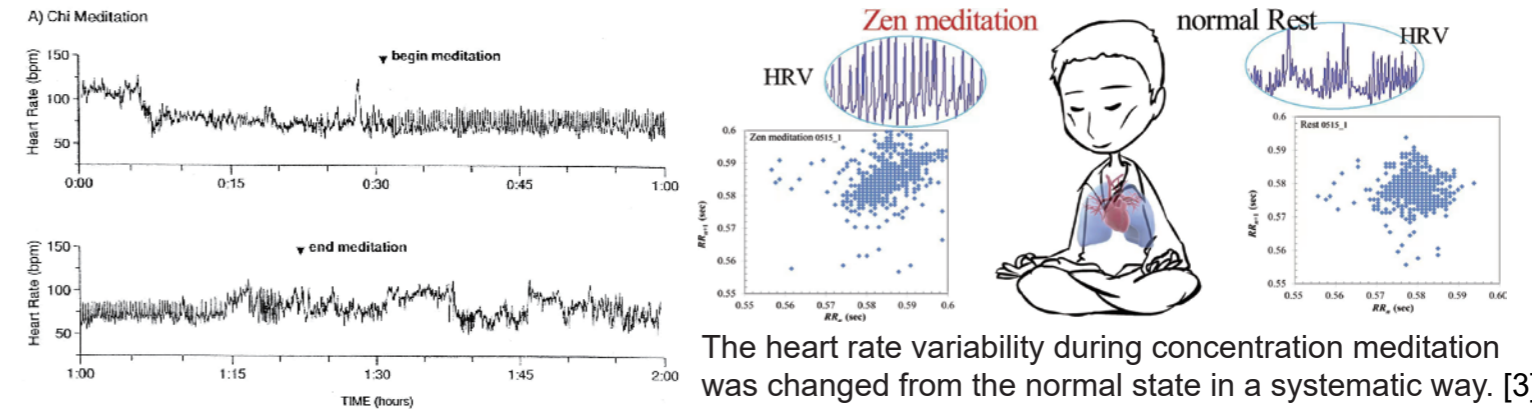 A) Chi Meditation
Heart Rate (bpm)
150
100
50
begin meditation
0:00 0:15 0:30 0:45 1:00
Heart Rate (bpm)
150
100
50
end meditation
1:00 1:15 1:30 1:45 2:00
TIME (hours)
Zen meditation
normal Rest
HRV
HRV
Zen meditation 0515_1
0.6
0.59
0.58
0.57
0.56
0.55
RRn+1 (sec)
0.55 0.56 0.57 0.58 0.59 0.6
RRn (sec)
Rest 0515_1
0.6
0.59
0.58
0.57
0.56
0.55
RRn+1 (sec)
0.55 0.56 0.57 0.58 0.59 0.60
RRn (sec)
The heart rate variability during concentration meditation
was changed from the normal state in a systematic way. [3]